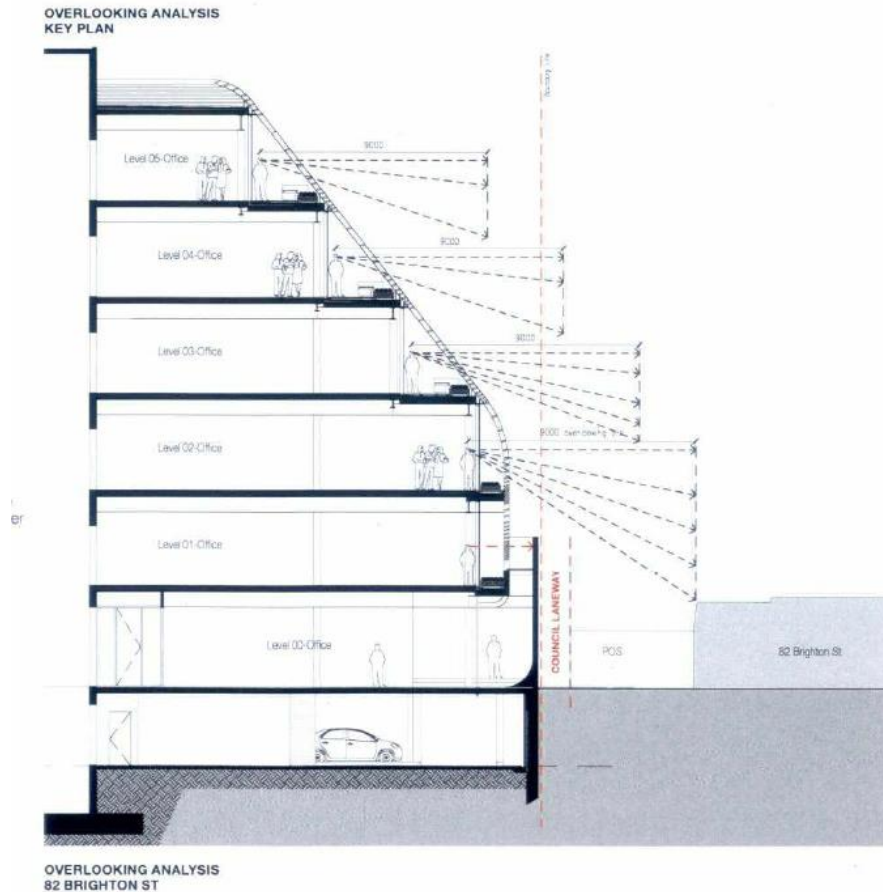 OVERLOOKING ANALYSIS
KEY PLAN
9000
Level 05-Office
9000
Level 04-Office
9000
Level 03-Office
9000
Level 02-Office
er
Level 01-Office
COUNCIL LANEWAY
Level 00-Office
POS
82 Brighton St
OVERLOOKING ANALYSIS
82 BRIGHTON ST